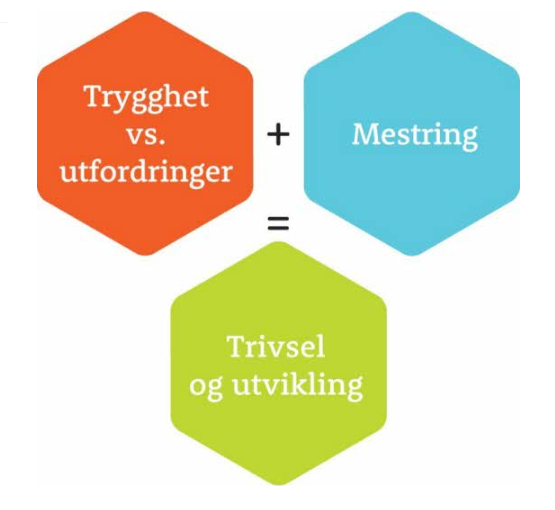 Trygghet
vs.
utfordringer
+
Mestring
=
Trivsel
og utvikling